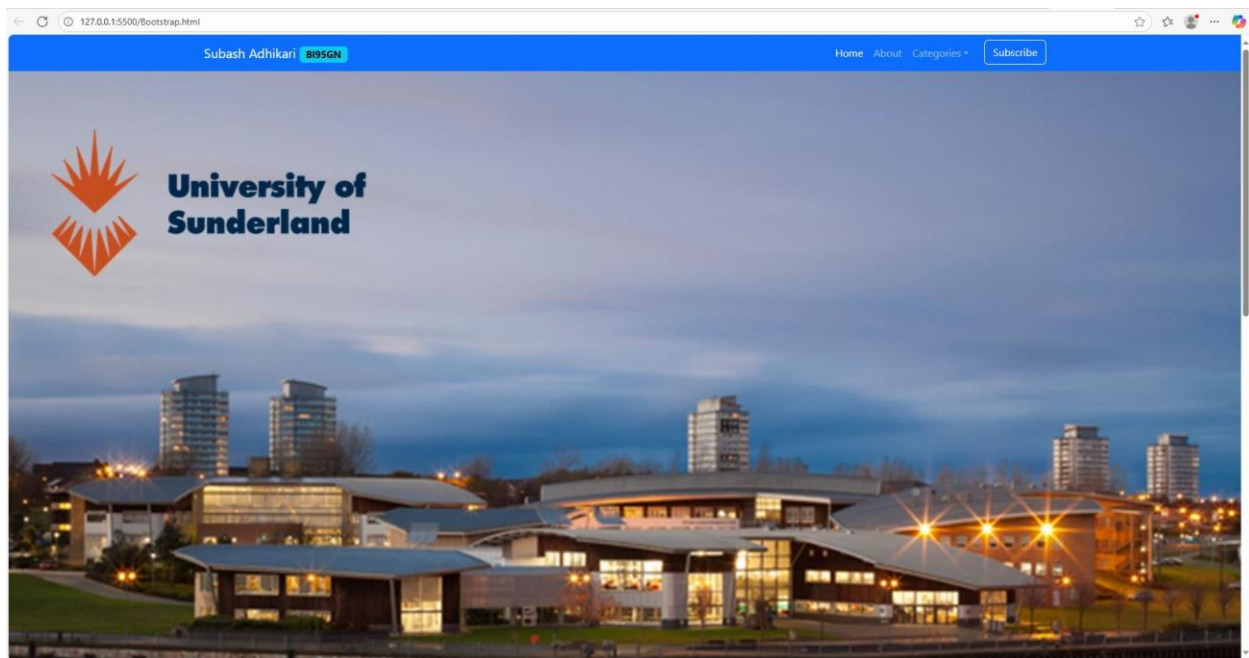 127.0.0.1:5500/Bootstrap.html
Subash Adhikari BI95GN Home About Categories Subscribe
University of
Sunderland